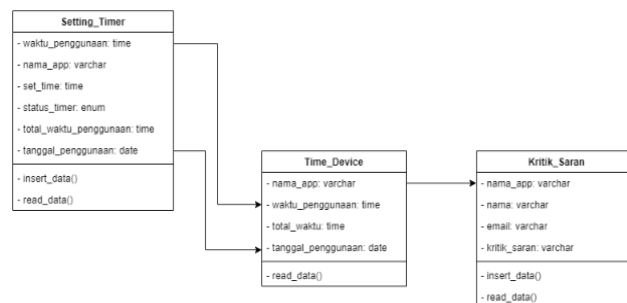 Setting_Timer
- waktu_penggunaan: time
- nama_app: varchar
- set_time: time
- status_timer: enum
- total_waktu_penggunaan: time
- tanggal_penggunaan: date
- insert_data()
- read_data()
Time_Device
- nama_app: varchar
- waktu_penggunaan: time
- total_waktu: time
- tanggal_penggunaan: date
- read_data()
Kritik_Saran
- nama_app: varchar
- nama: varchar
- email: varchar
- kritik_saran: varchar
- insert_data()
- read_data()